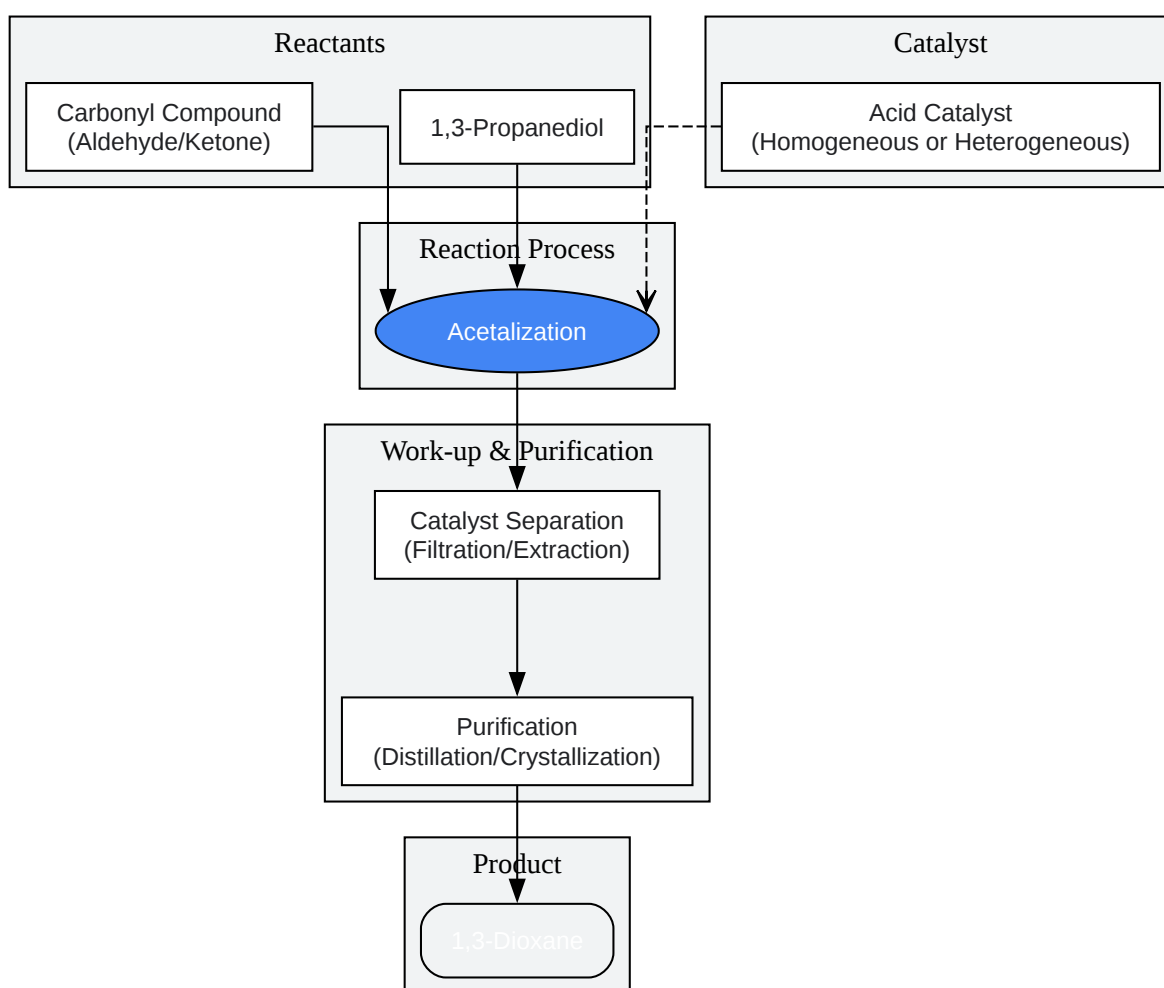 Reactants
Catalyst
Carbonyl Compound
(Aldehyde/Ketone)
1,3-Propanediol
Acid Catalyst
(Homogeneous or Heterogeneous)
Reaction Process
Acetalization
Work-up & Purification
Catalyst Separation
(Filtration/Extraction)
Purification
(Distillation/Crystallization)
Product
1,3-Dioxane